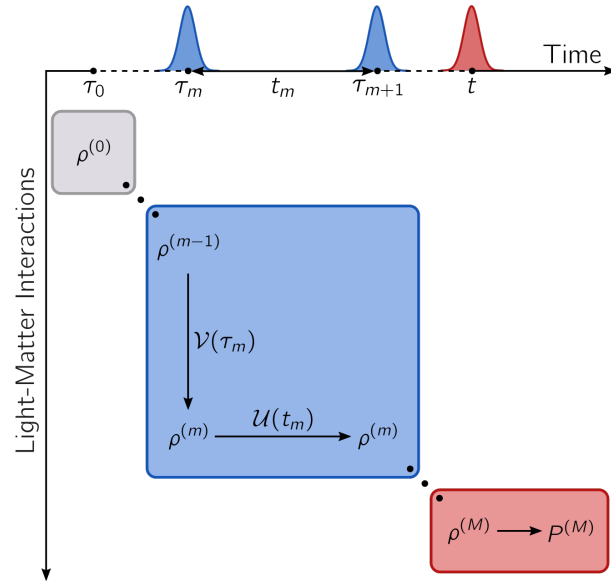 Time
τ₀ τₘ tₘ τₘ₊₁ t
Light-Matter Interactions
ρ⁽⁰⁾
ρ⁽ᵐ⁻¹⁾
𝒱(τₘ)
𝒰(tₘ)
ρ⁽ᵐ⁾ ρ⁽ᵐ⁾
ρ⁽ᴹ⁾ P⁽ᴹ⁾